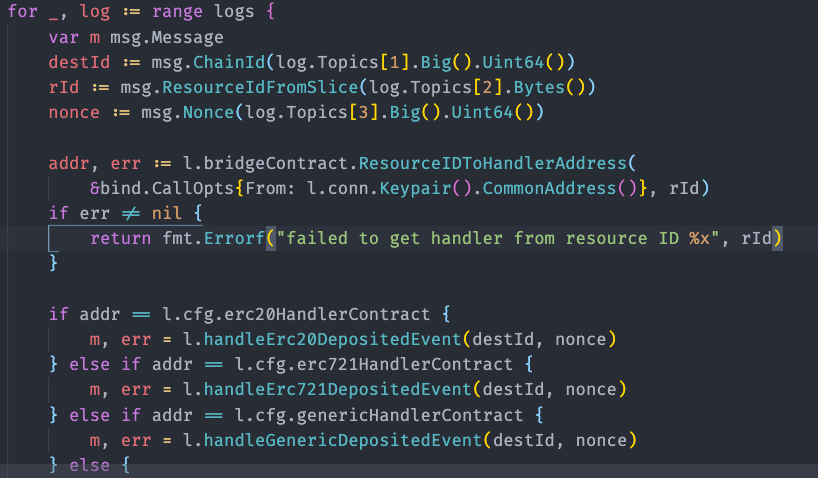 for _, log := range logs {
    var m msg.Message
    destId := msg.ChainId(log.Topics[1].Big().Uint64())
    rId := msg.ResourceIdFromSlice(log.Topics[2].Bytes())
    nonce := msg.Nonce(log.Topics[3].Big().Uint64())

    addr, err := l.bridgeContract.ResourceIDToHandlerAddress(
        &bind.CallOpts{From: l.conn.Keypair().CommonAddress()}, rId)
    if err ≠ nil {
        return fmt.Errorf("failed to get handler from resource ID %x", rId)
    }

    if addr == l.cfg.erc20HandlerContract {
        m, err = l.handleErc20DepositedEvent(destId, nonce)
    } else if addr == l.cfg.erc721HandlerContract {
        m, err = l.handleErc721DepositedEvent(destId, nonce)
    } else if addr == l.cfg.genericHandlerContract {
        m, err = l.handleGenericDepositedEvent(destId, nonce)
    } else {